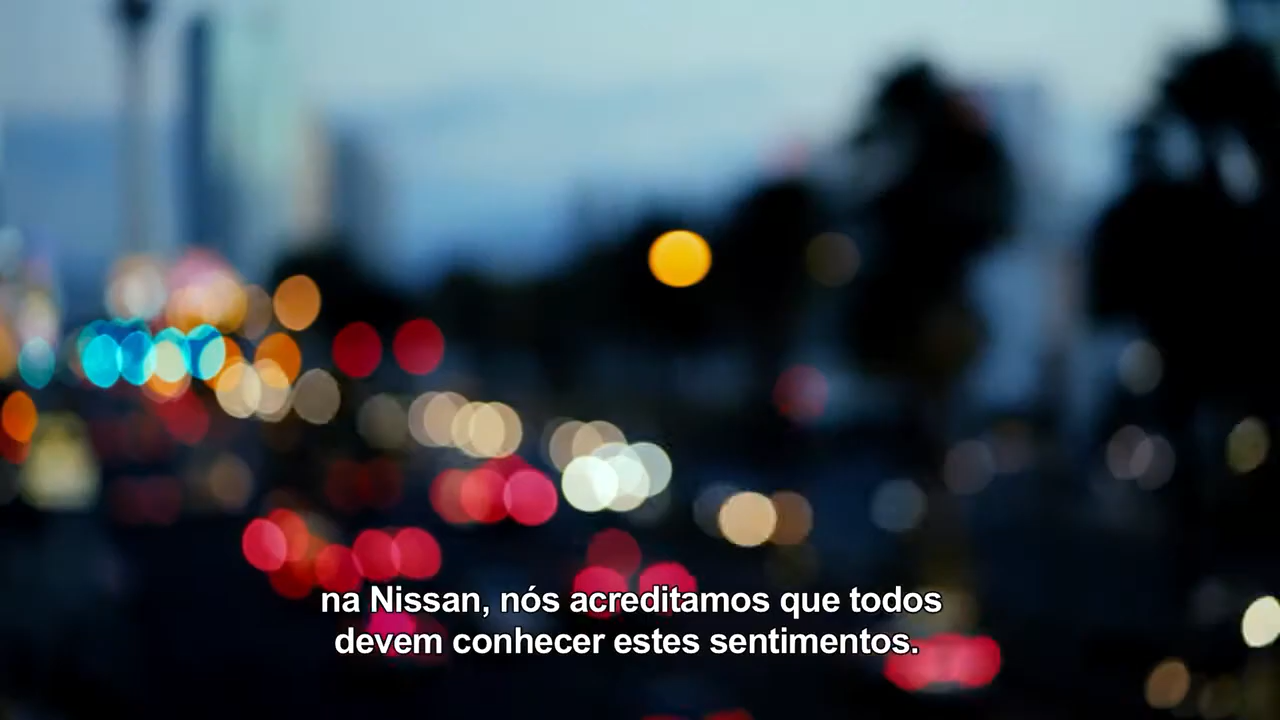 na Nissan, nós acreditamos que todos
devem conhecer estes sentimentos.